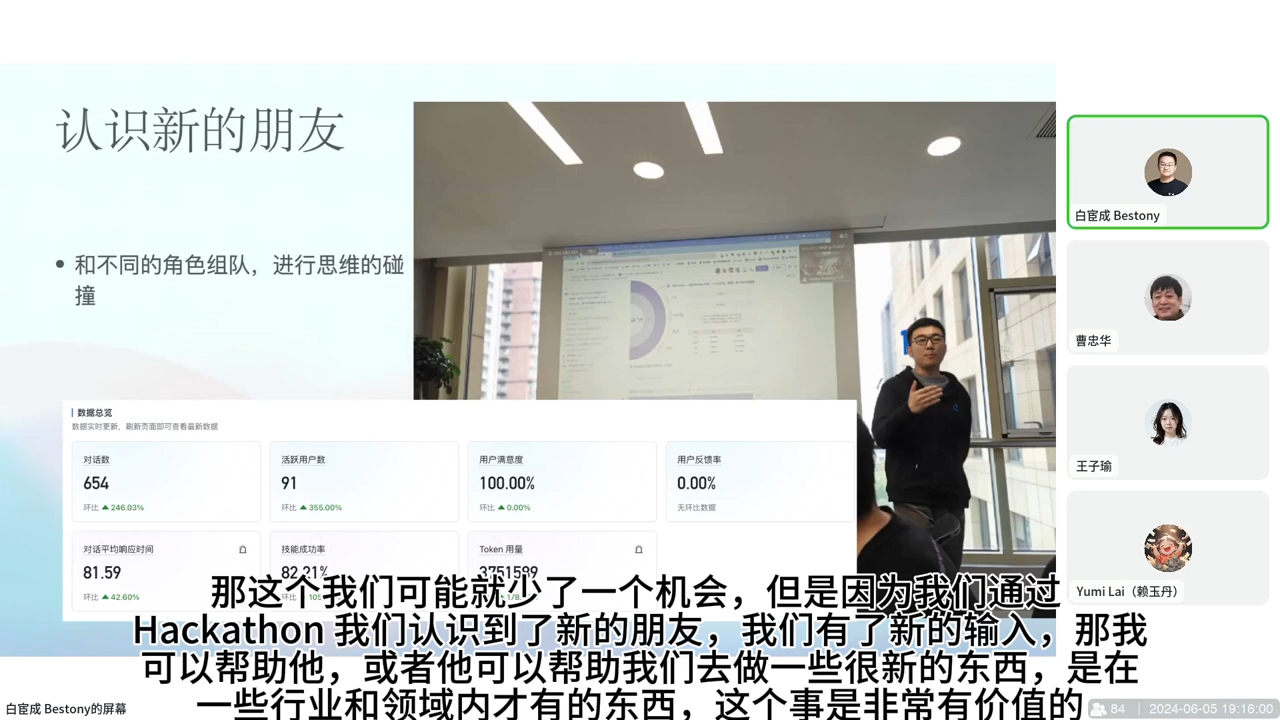 认识新的朋友
和不同的角色组队，进行思维的碰
撞
数据总览
数据实时更新，刷新页面即可查看最新数据
对话数
654
环比 246.03%
活跃用户数
91
环比 355.00%
用户满意度
100.00%
环比 0.00%
用户反馈率
0.00%
无环比数据
对话平均响应时间
81.59
环比 42.60%
技能成功率
82.21%
Token 用量
3751599
那这个我们可能就少了一个机会，但是因为我们通过
Hackathon 我们认识到了新的朋友，我们有了新的输入，那我
可以帮助他，或者他可以帮助我们去做一些很新的东西，是在
一些行业和领域内才有的东西，这个事是非常有价值的
白宦成 Bestony
曹忠华
王子瑜
Yumi Lai（赖玉丹）
白宦成 Bestony的屏幕
84 | 2024-06-05 19:16:00